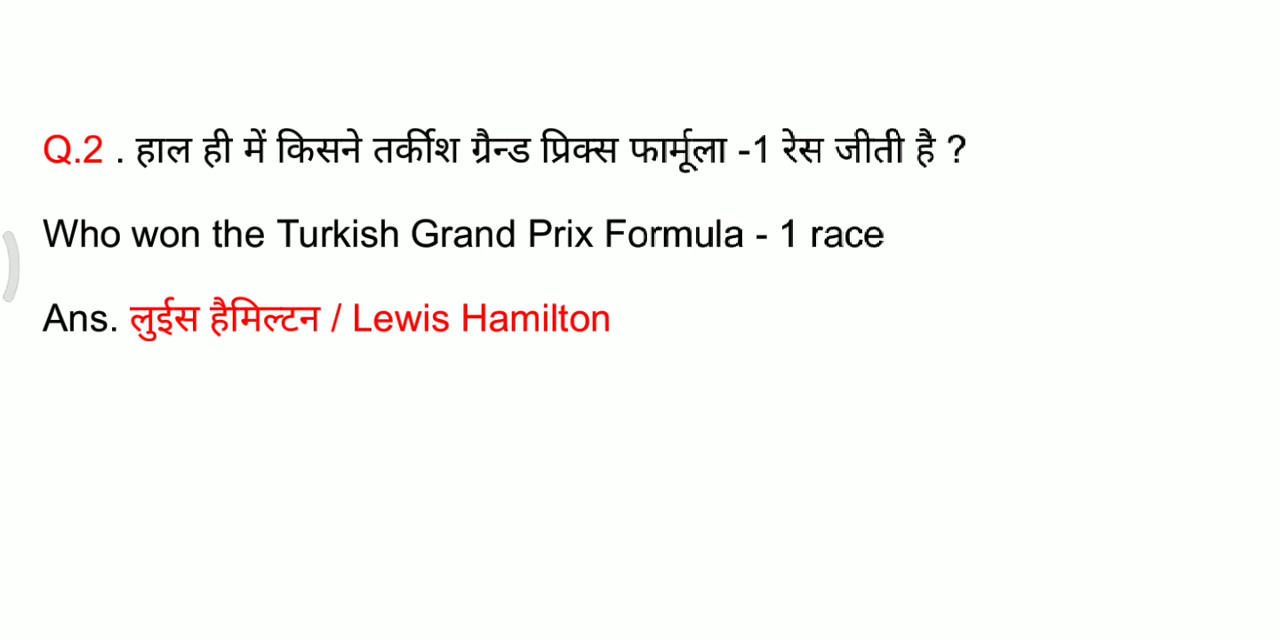 Q.2 . हाल ही में किसने तर्कीश ग्रैन्ड प्रिक्स फार्मूला -1 रेस जीती है ?
Who won the Turkish Grand Prix Formula - 1 race
Ans. लुईस हैमिल्टन / Lewis Hamilton